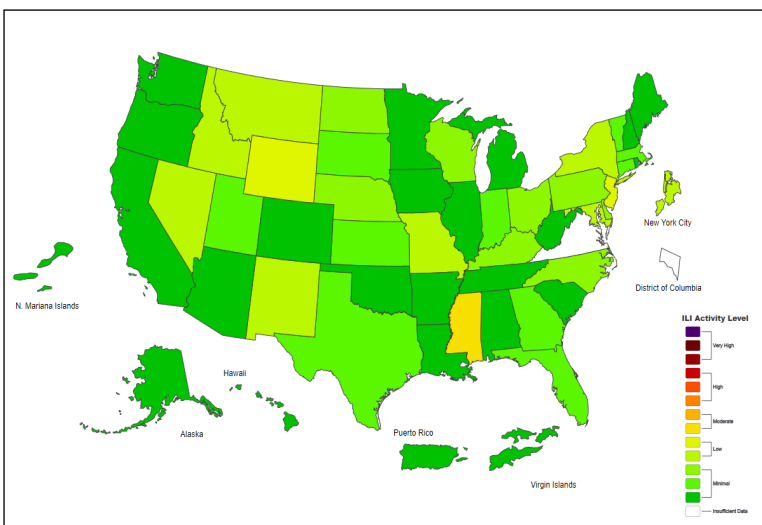 New York City
District of Columbia
N. Mariana Islands
ILI Activity Level
Very High
High
Moderate
Low
Minimal
Insufficient Data
Hawaii
Alaska
Puerto Rico
Virgin Islands